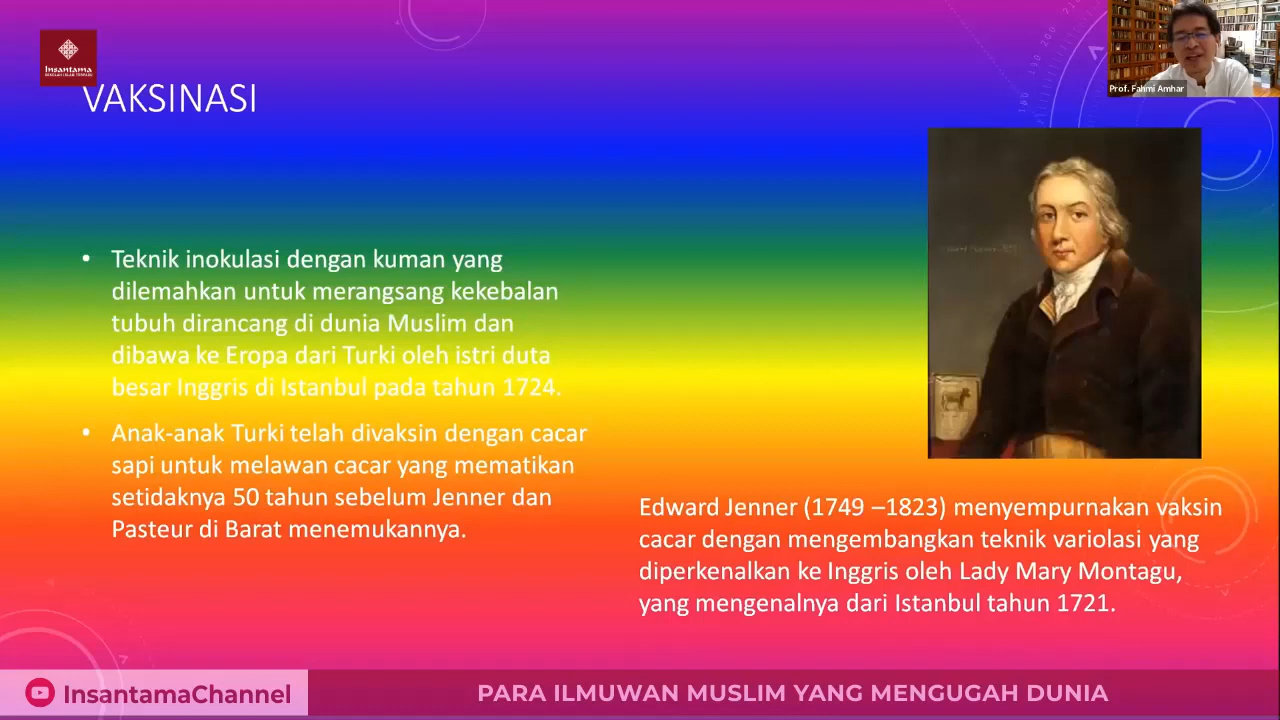 Insantama
SEKOLAH ISLAM TERPADU
VAKSINASI
Prof. Fahmi Amhar
• Teknik inokulasi dengan kuman yang
dilemahkan untuk merangsang kekebalan
tubuh dirancang di dunia Muslim dan
dibawa ke Eropa dari Turki oleh istri duta
besar Inggris di Istanbul pada tahun 1724.
• Anak-anak Turki telah divaksin dengan cacar
sapi untuk melawan cacar yang mematikan
setidaknya 50 tahun sebelum Jenner dan
Pasteur di Barat menemukannya.
Edward Jenner (1749 –1823) menyempurnakan vaksin
cacar dengan mengembangkan teknik variolasi yang
diperkenalkan ke Inggris oleh Lady Mary Montagu,
yang mengenalnya dari Istanbul tahun 1721.
InsantamaChannel
PARA ILMUWAN MUSLIM YANG MENGUGAH DUNIA